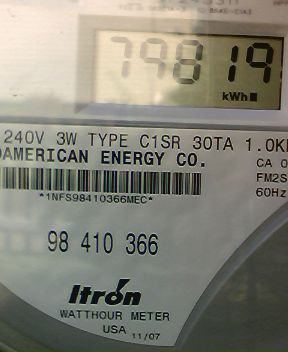 79819
kWh
240V 3W TYPE C1SR 30TA 1.0K
OAMERICAN ENERGY CO.
CA 0
FM2S
60Hz
*1NFS98410366MEC*
98 410 366
Itron
WATTHOUR METER
USA 11/07